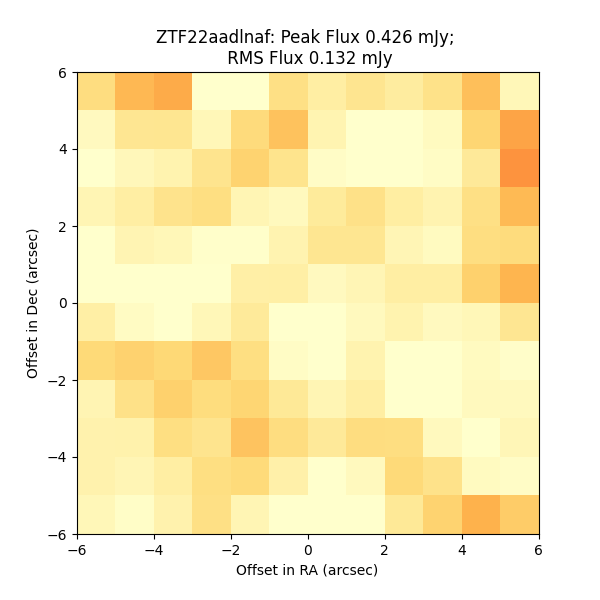 ZTF22aadlnaf: Peak Flux 0.426 mJy;
RMS Flux 0.132 mJy
6
4
2
0
−2
−4
−6
Offset in Dec (arcsec)
−6 −4 −2 0 2 4 6
Offset in RA (arcsec)